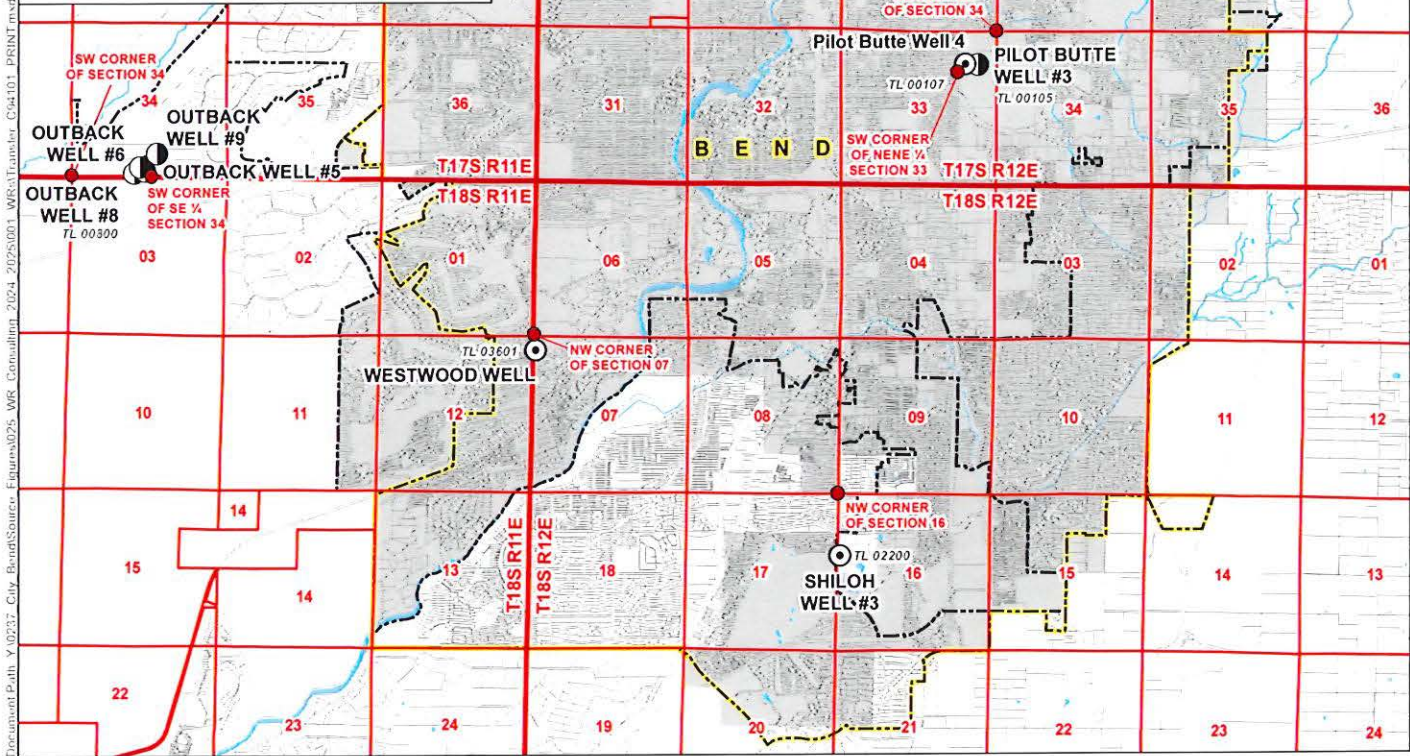 OF SECTION 34
Pilot Butte Well 4
PILOT BUTTE
WELL #3
TL 00107
TL 00105
SW CORNER
OF SECTION 34
34
35
36
31
32
33
34
35
36
OUTBACK
WELL #6
OUTBACK
WELL #9
OUTBACK WELL #5
OUTBACK
WELL #8
TL 00300
SW CORNER
OF SE ¼
SECTION 34
B E N D
SW CORNER
OF NENE ¼
SECTION 33
T17S R11E
T18S R11E
T17S R12E
T18S R12E
03
02
01
06
05
04
03
02
01
TL 03601
NW CORNER
OF SECTION 07
WESTWOOD WELL
10
11
12
07
08
09
10
11
12
14
NW CORNER
OF SECTION 16
TL 02200
SHILOH
WELL #3
15
14
13
T18S R11E
T18S R12E
18
17
16
15
14
13
22
23
24
19
20
21
22
23
24
Document Path: Y:\0237_City_Bend\Source_Figures\025_WR_Consulting_2024_2025\001_WRs\Transfer_C94101_PRINT.mxd